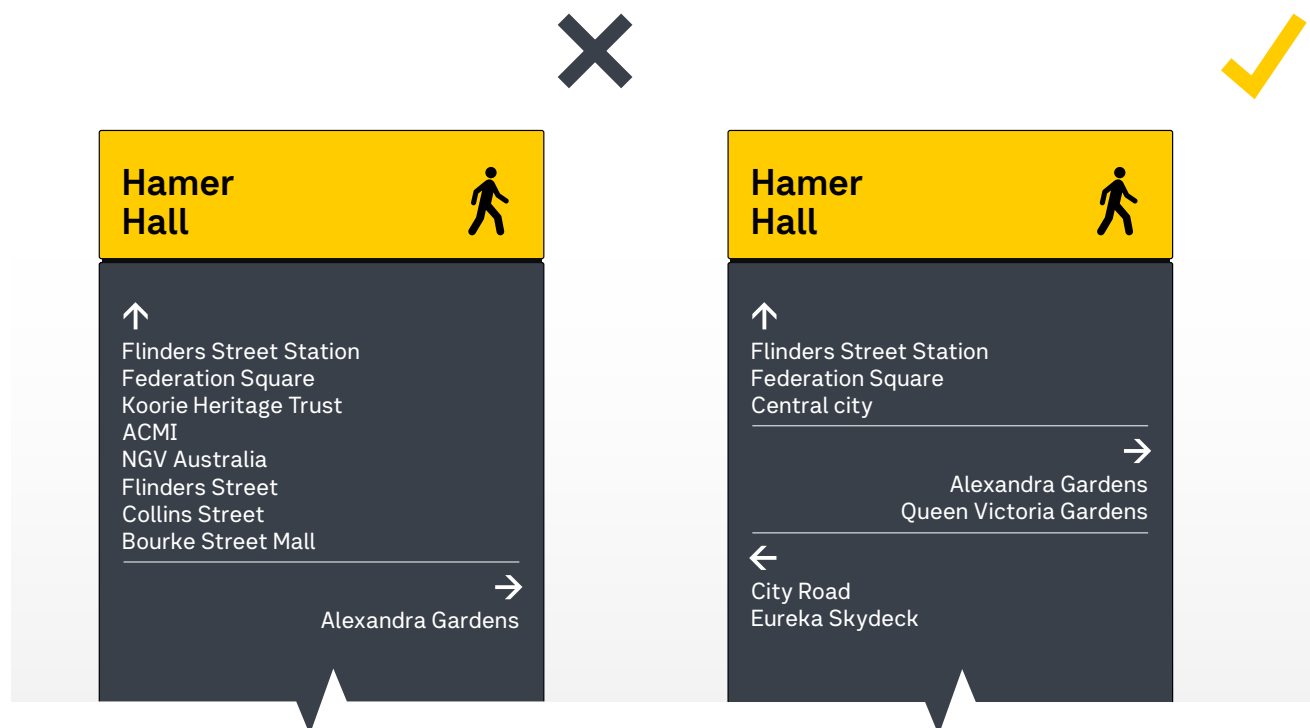 Hamer
Hall
↑
Flinders Street Station
Federation Square
Koorie Heritage Trust
ACMI
NGV Australia
Flinders Street
Collins Street
Bourke Street Mall
→
Alexandra Gardens
Hamer
Hall
↑
Flinders Street Station
Federation Square
Central city
→
Alexandra Gardens
Queen Victoria Gardens
←
City Road
Eureka Skydeck